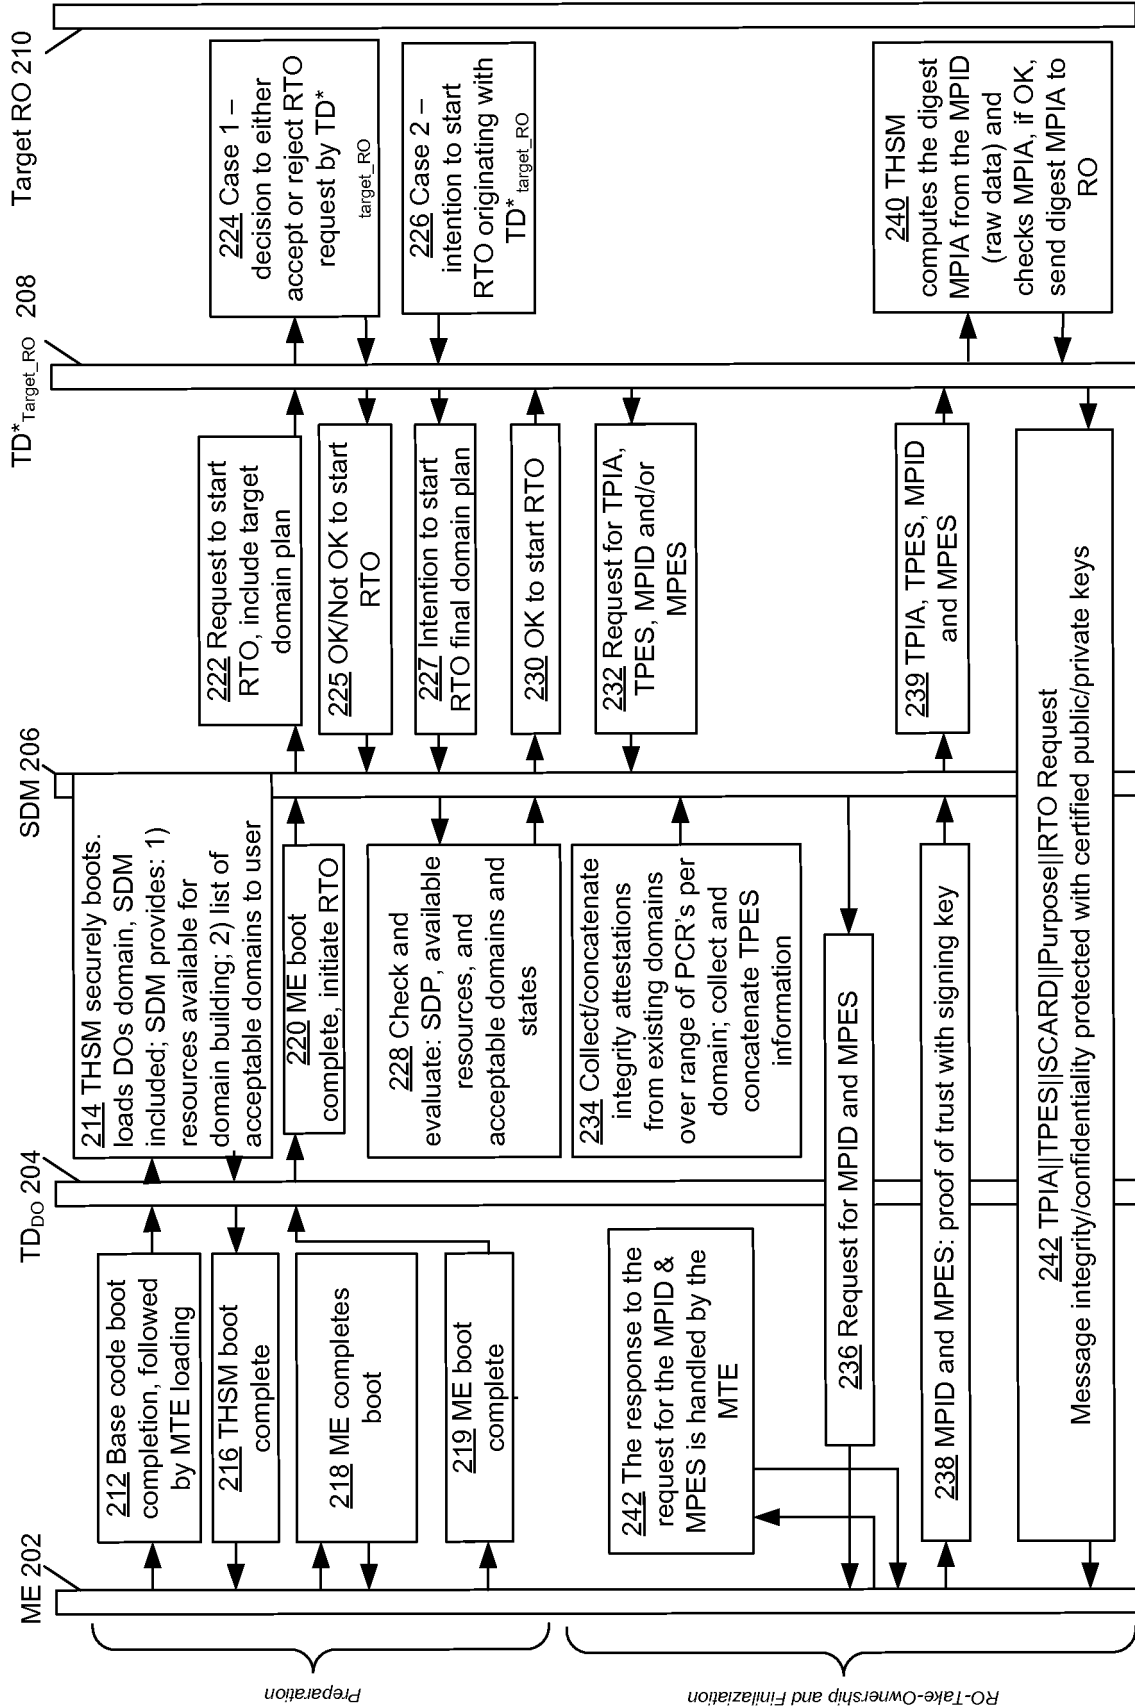 ME 202
TD DO 204
SDM 206
TD* Target_RO 208
Target RO 210
Preparation
212 Base code boot
completion, followed
by MTE loading
214 THSM securely boots.
loads DOs domain, SDM
included; SDM provides: 1)
resources available for
domain building; 2) list of
acceptable domains to user
216 THSM boot
complete
218 ME completes
boot
219 ME boot
complete
220 ME boot
complete, initiate RTO
222 Request to start
RTO, include target
domain plan
224 Case 1 –
decision to either
accept or reject RTO
request by TD*
target_RO
225 OK/Not OK to start
RTO
226 Case 2 –
intention to start
RTO originating with
TD* target_RO
227 Intention to start
RTO final domain plan
228 Check and
evaluate: SDP, available
resources, and
acceptable domains and
states
230 OK to start RTO
RO-Take-Ownership and Finiliaziation
232 Request for TPIA,
TPES, MPID and/or
MPES
234 Collect/concatenate
integrity attestations
from existing domains
over range of PCR's per
domain; collect and
concatenate TPES
information
242 The response to the
request for the MPID &
MPES is handled by the
MTE
236 Request for MPID and MPES
238 MPID and MPES: proof of trust with signing key
239 TPIA, TPES, MPID
and MPES
240 THSM
computes the digest
MPIA from the MPID
(raw data) and
checks MPIA, if OK,
send digest MPIA to
RO
242 TPIA||TPES||SCARD||Purpose||RTO Request
Message integrity/confidentiality protected with certified public/private keys